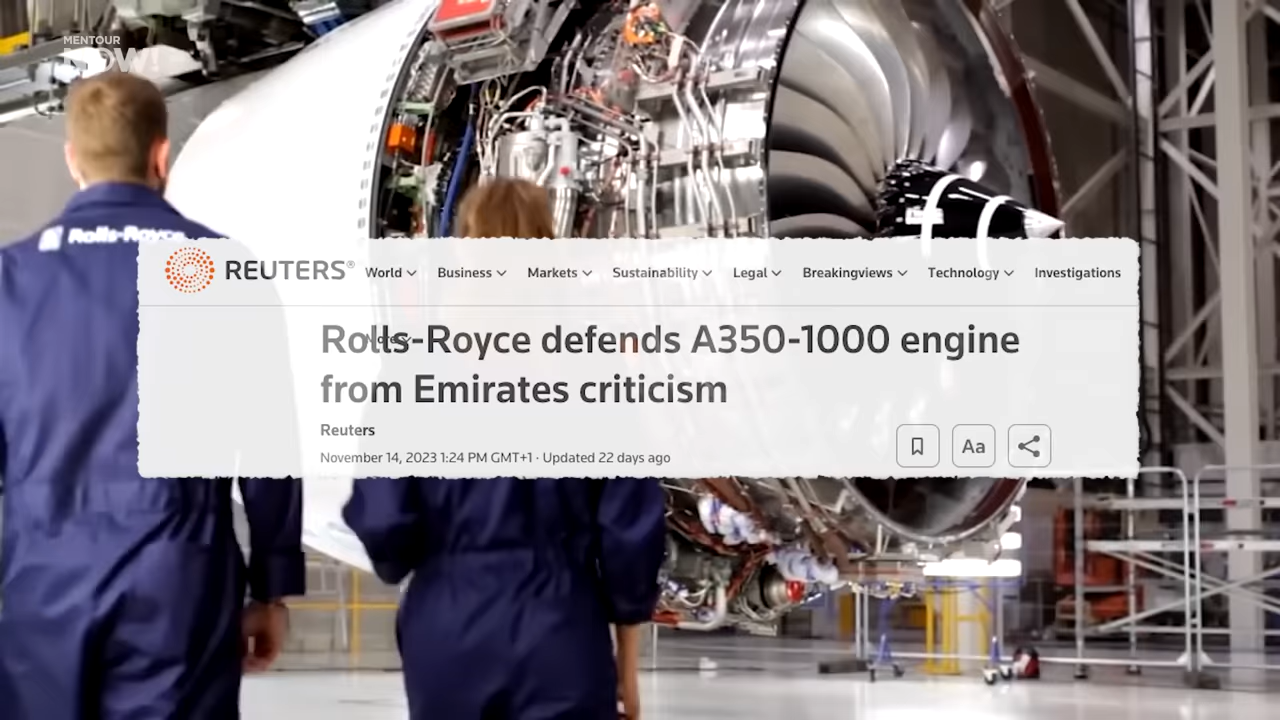 MENTOUR
NOW!
Rolls-Royce
REUTERS®
World Business Markets Sustainability Legal Breakingviews Technology Investigations
Rolls-Royce defends A350-1000 engine
from Emirates criticism
Reuters
November 14, 2023 1:24 PM GMT+1 · Updated 22 days ago
Aa